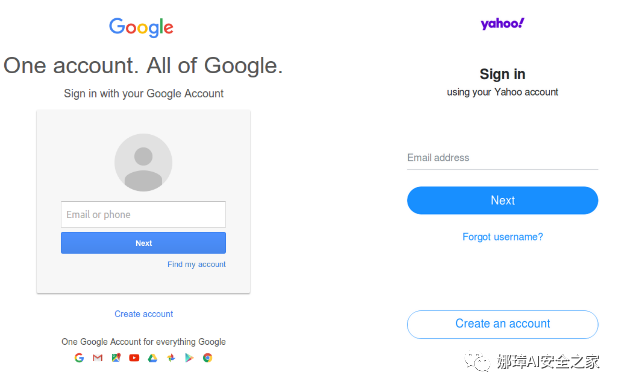 Google
One account. All of Google.
Sign in with your Google Account
Email or phone
Next
Find my account
Create account
One Google Account for everything Google
yahoo!
Sign in
using your Yahoo account
Email address
Next
Forgot username?
Create an account
娜璋AI安全之家